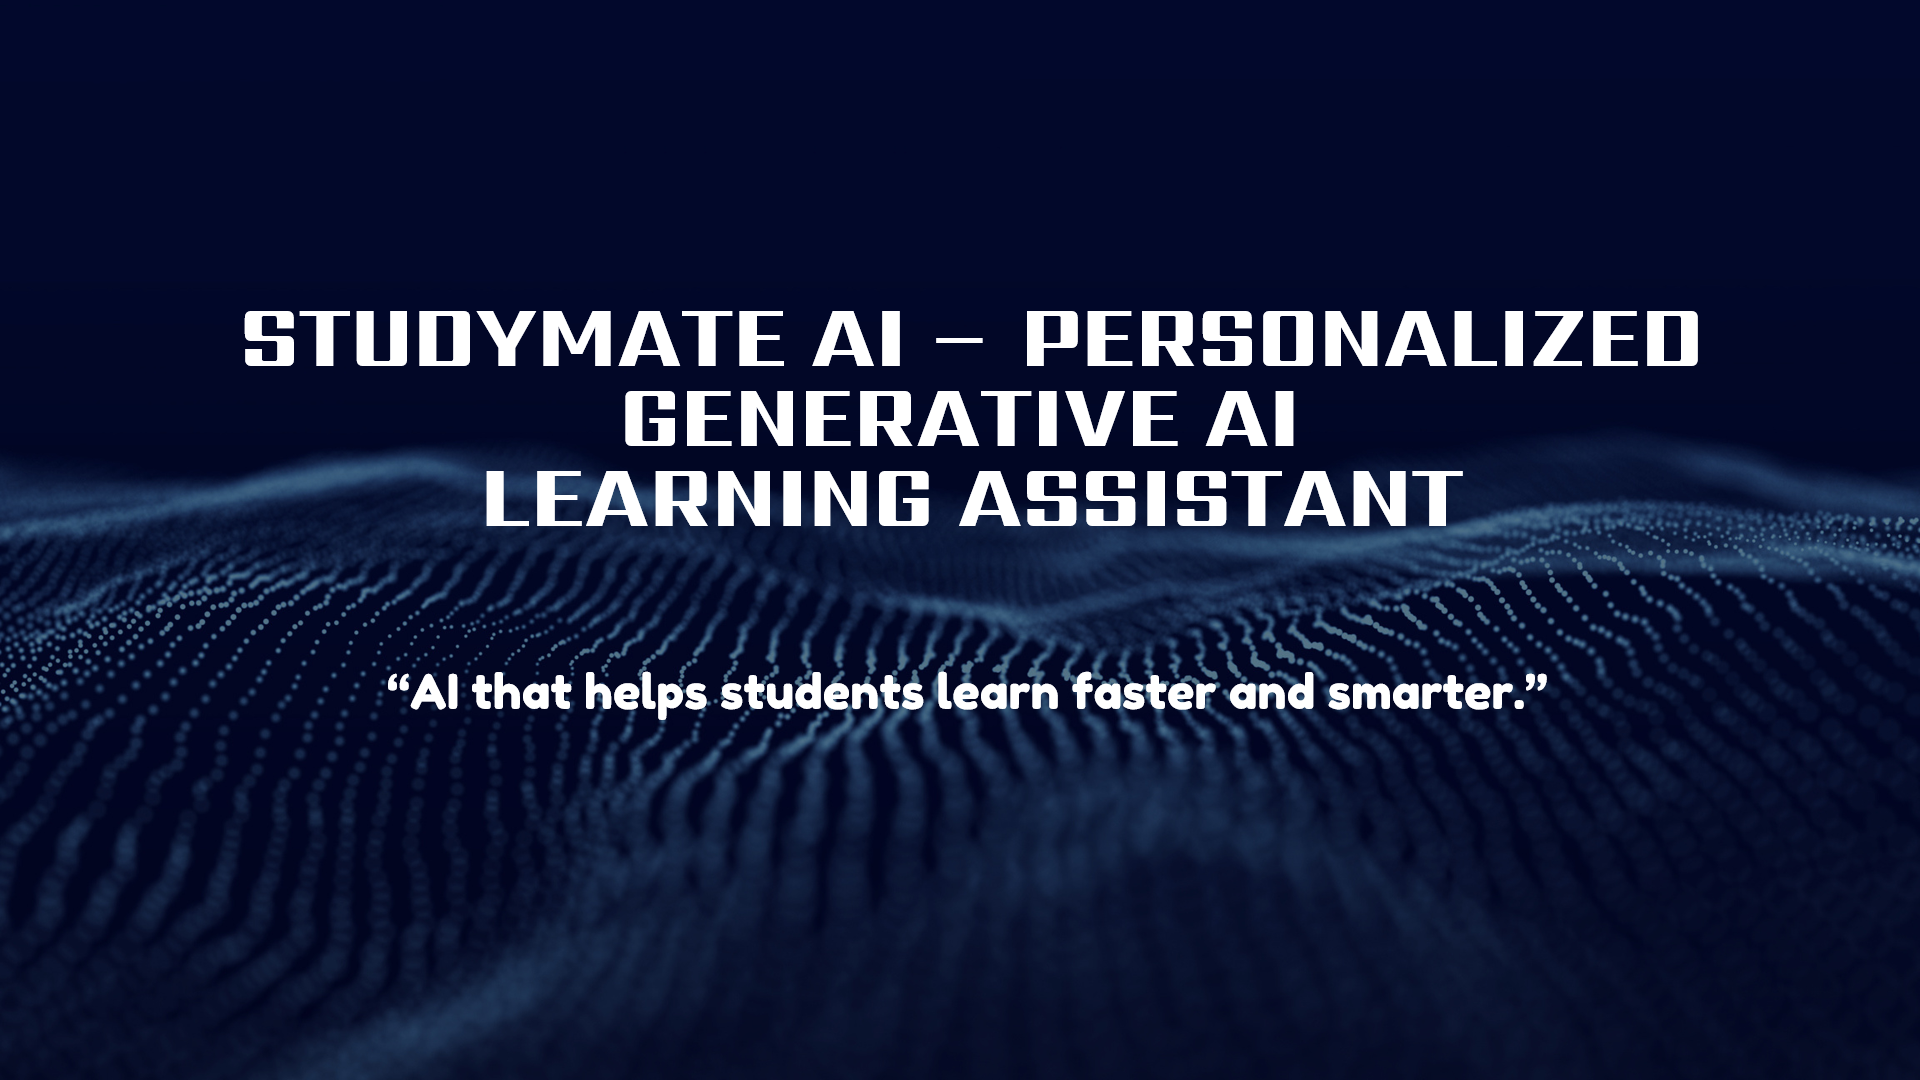 STUDYMATE AI – PERSONALIZED
GENERATIVE AI
LEARNING ASSISTANT
“AI that helps students learn faster and smarter.”